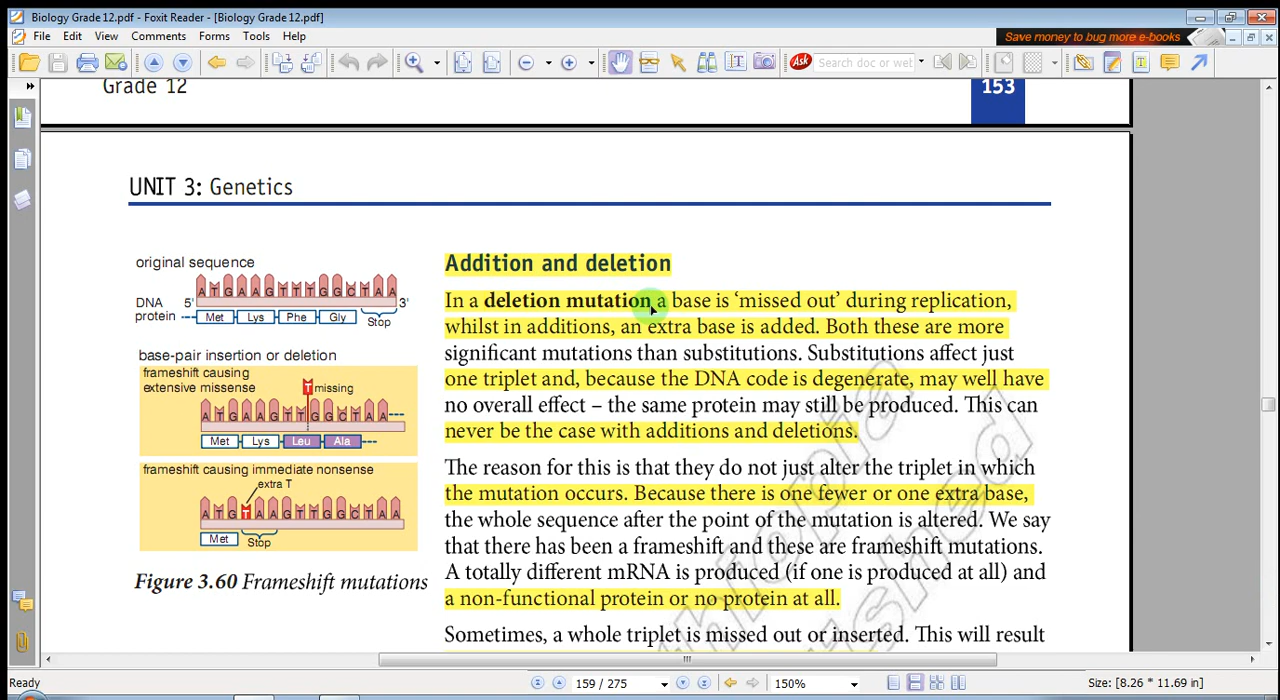 Biology Grade 12.pdf - Foxit Reader - [Biology Grade 12.pdf]
File Edit View Comments Forms Tools Help
Save money to bug more e-books
Ask Search doc or wel
Grade 12
153
UNIT 3: Genetics
original sequence
A T G A A G T T T G G C T A A
DNA 5' 3'
protein Met Lys Phe Gly Stop
base-pair insertion or deletion
frameshift causing
extensive missense T missing
A T G A A G T T G G C T A A
Met Lys Leu Ala
frameshift causing immediate nonsense
extra T
A T G T A A G T T G G C T A A
Met Stop
Figure 3.60 Frameshift mutations
Addition and deletion
In a deletion mutation a base is ‘missed out’ during replication,
whilst in additions, an extra base is added. Both these are more
significant mutations than substitutions. Substitutions affect just
one triplet and, because the DNA code is degenerate, may well have
no overall effect – the same protein may still be produced. This can
never be the case with additions and deletions.
The reason for this is that they do not just alter the triplet in which
the mutation occurs. Because there is one fewer or one extra base,
the whole sequence after the point of the mutation is altered. We say
that there has been a frameshift and these are frameshift mutations.
A totally different mRNA is produced (if one is produced at all) and
a non-functional protein or no protein at all.
Sometimes, a whole triplet is missed out or inserted. This will result
Ready
159 / 275
150%
Size: [8.26 * 11.69 in]